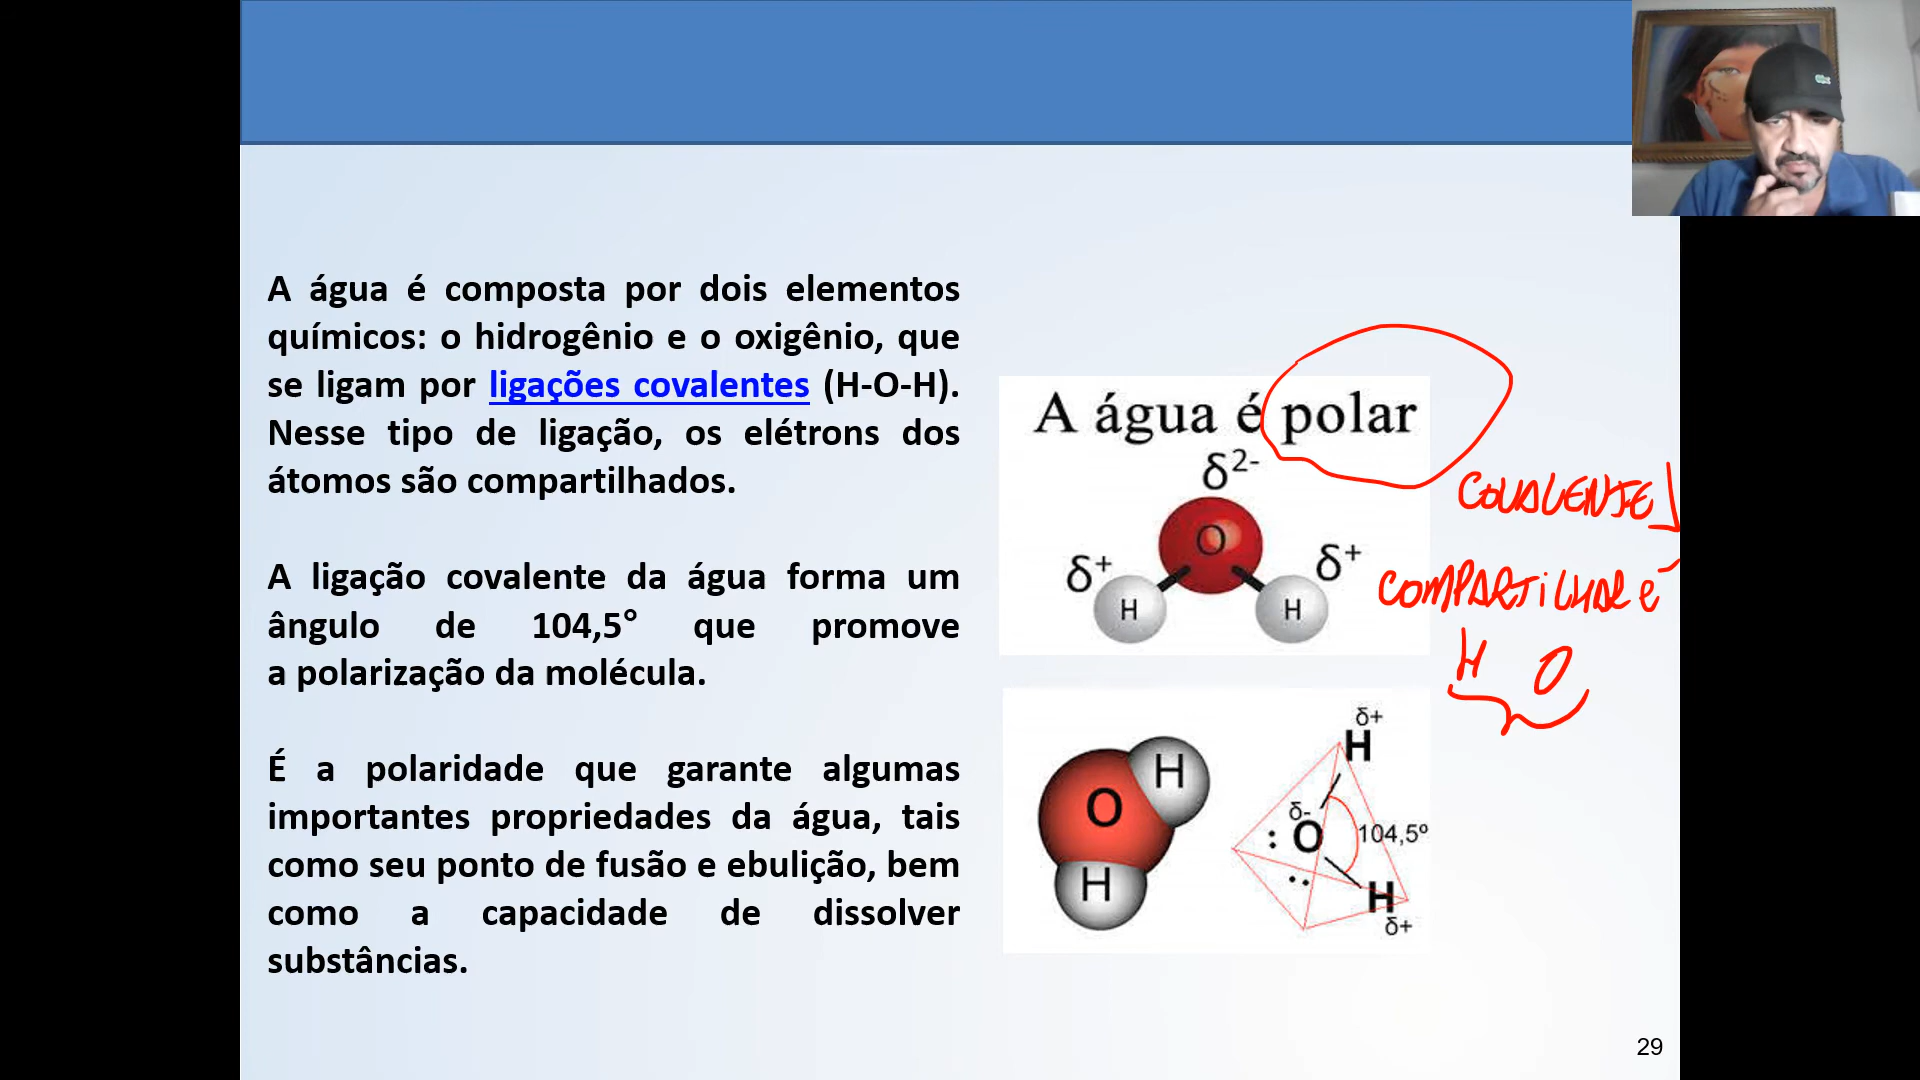 A água é composta por dois elementos
químicos: o hidrogênio e o oxigênio, que
se ligam por ligações covalentes (H-O-H).
Nesse tipo de ligação, os elétrons dos
átomos são compartilhados.
A ligação covalente da água forma um
ângulo de 104,5° que promove
a polarização da molécula.
É a polaridade que garante algumas
importantes propriedades da água, tais
como seu ponto de fusão e ebulição, bem
como a capacidade de dissolver
substâncias.
A água é polar
δ2-
O
δ+
δ+
H
H
COVALENTE
COMPARTILHAR e-
H O
O
H
H
δ+
H
δ-
O
104,5º
H
δ+
29